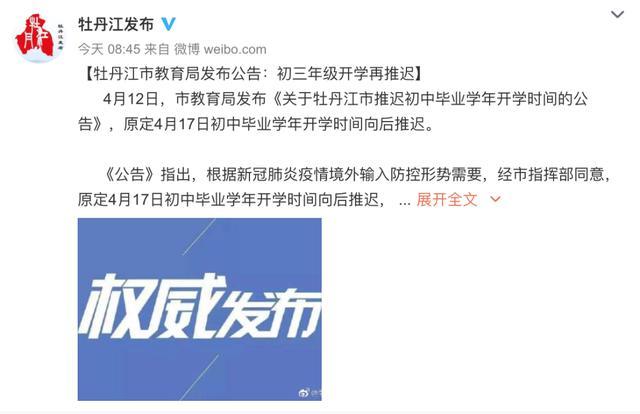 牡丹江发布
今天 08:45 来自 微博 weibo.com
【牡丹江市教育局发布公告：初三年级开学再推迟】
4月12日，市教育局发布《关于牡丹江市推迟初中毕业学年开学时间的公
告》，原定4月17日初中毕业学年开学时间向后推迟。
《公告》指出，根据新冠肺炎疫情境外输入防控形势需要，经市指挥部同意，
原定4月17日初中毕业学年开学时间向后推迟， ... 展开全文
权威发布